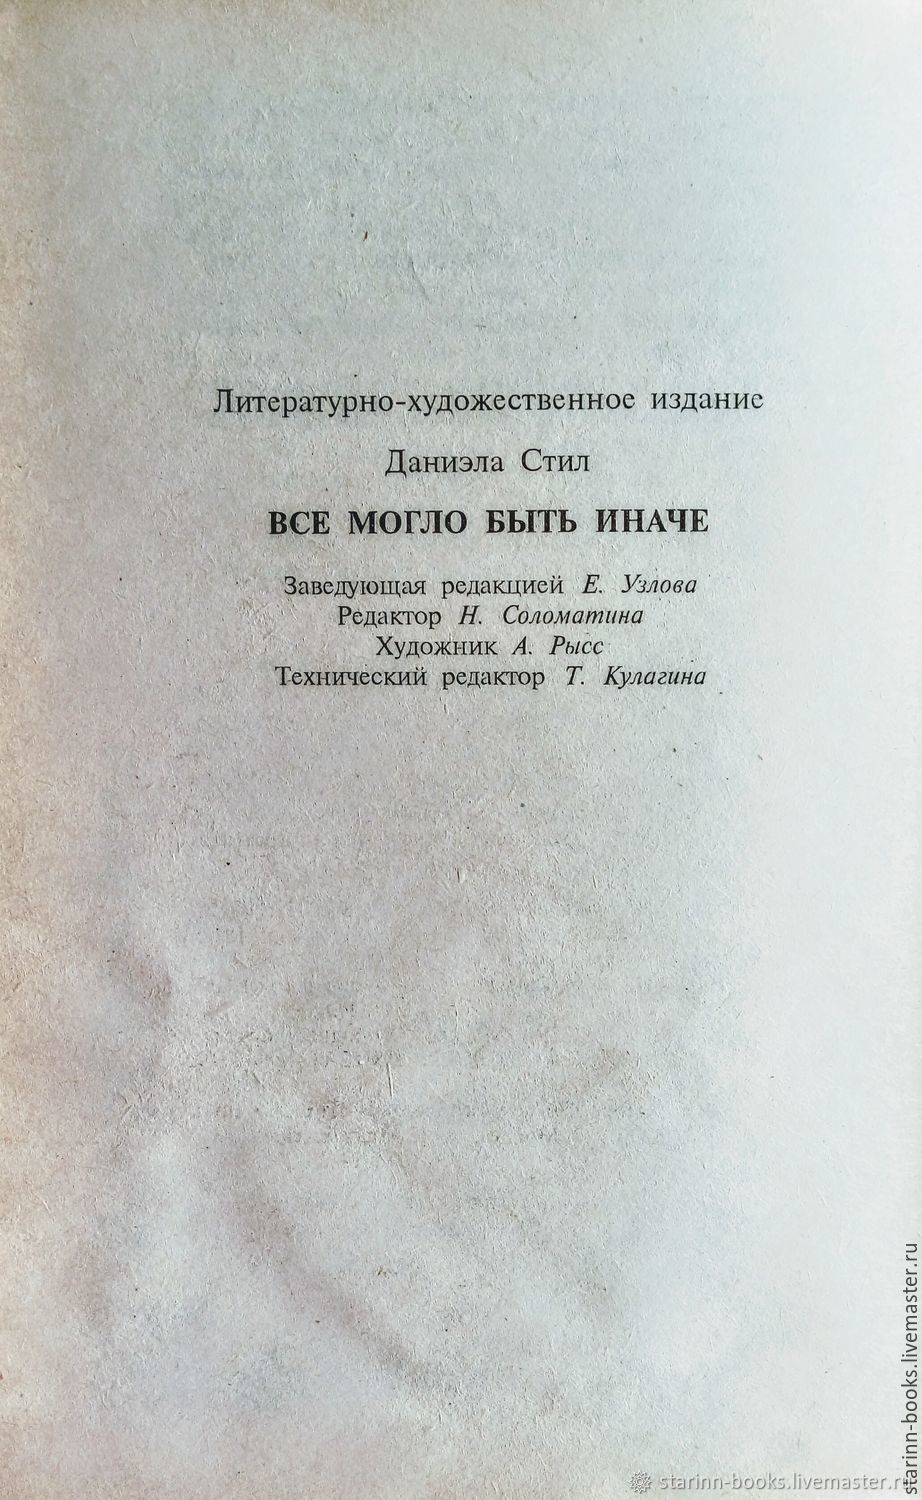 Литературно-художественное издание
Даниэла Стил
ВСЕ МОГЛО БЫТЬ ИНАЧЕ
Заведующая редакцией Е. Узлова
Редактор Н. Соломатина
Художник А. Рысс
Технический редактор Т. Кулагина
starinn-books.livemaster.ru
starinn-books.livemaster.ru